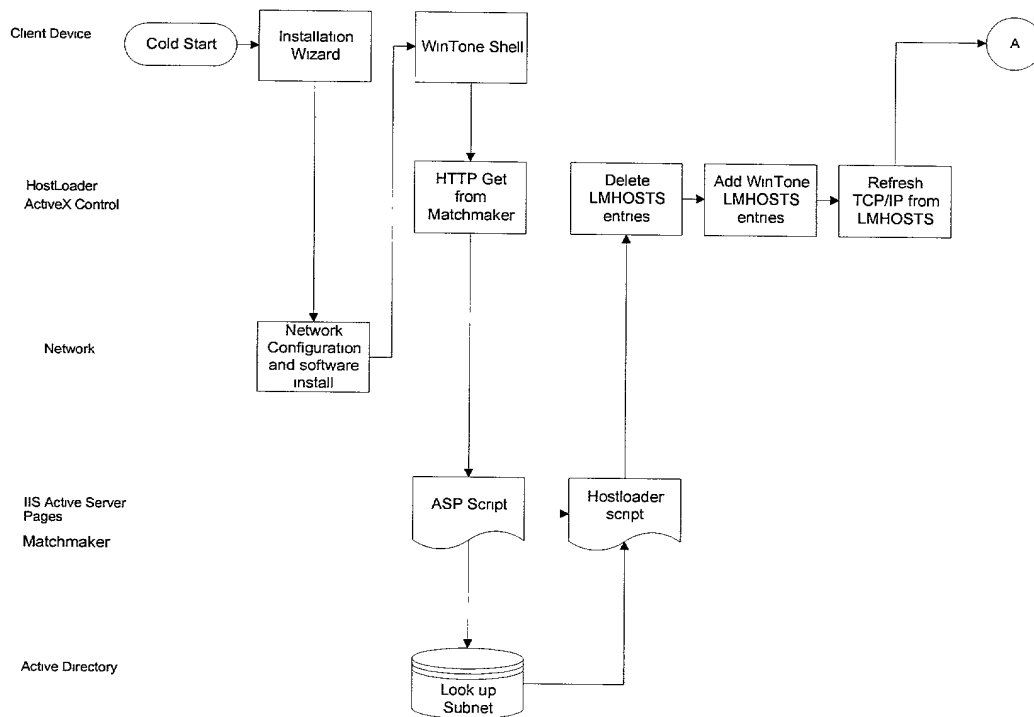 Client Device
Cold Start
Installation
Wizard
WinTone Shell
A
HostLoader
ActiveX Control
HTTP Get
from
Matchmaker
Delete
LMHOSTS
entries
Add WinTone
LMHOSTS
entries
Refresh
TCP/IP from
LMHOSTS
Network
Network
Configuration
and software
install
IIS Active Server
Pages
Matchmaker
ASP Script
Hostloader
script
Active Directory
Look up
Subnet